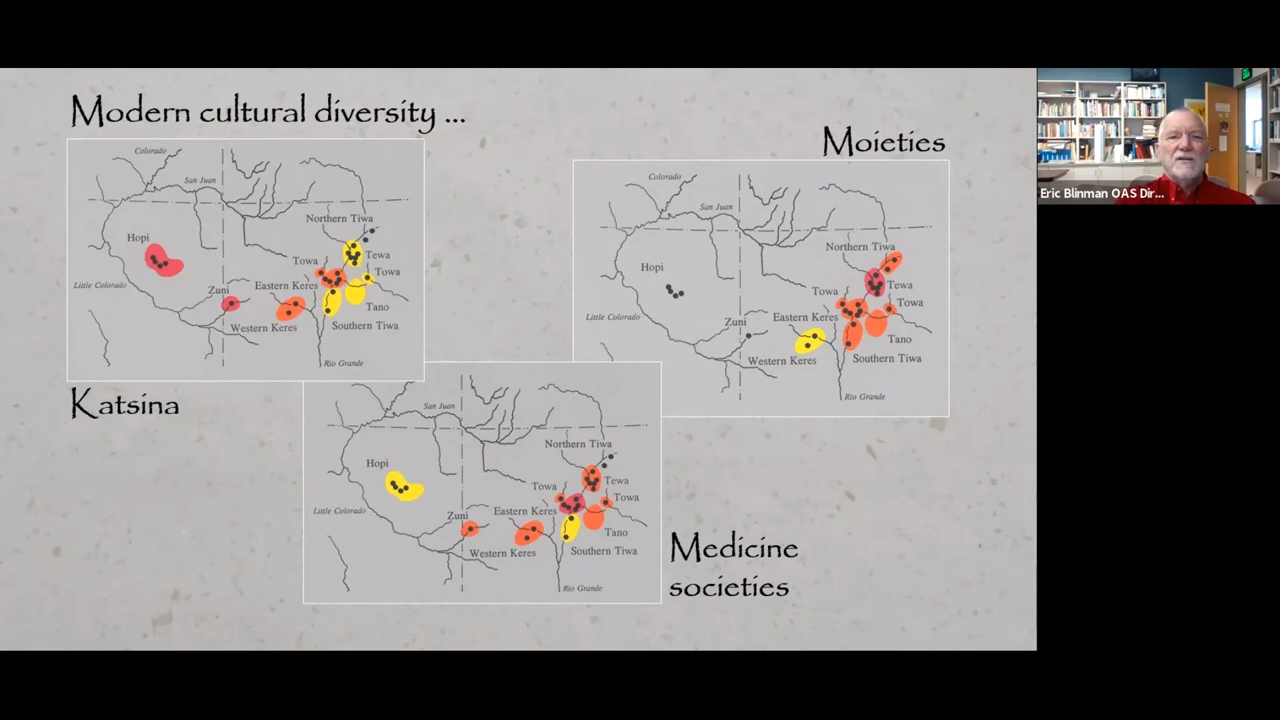 Modern cultural diversity ...
Colorado
San Juan
Northern Tiwa
Hopi
Tewa
Towa
Towa
Little Colorado
Zuni
Eastern Keres
Tano
Western Keres
Southern Tiwa
Rio Grande
Katsina
Moieties
Colorado
San Juan
Northern Tiwa
Hopi
Tewa
Towa
Towa
Little Colorado
Zuni
Eastern Keres
Tano
Western Keres
Southern Tiwa
Rio Grande
San Juan
Northern Tiwa
Hopi
Tewa
Towa
Towa
Little Colorado
Zuni
Eastern Keres
Tano
Western Keres
Southern Tiwa
Rio Grande
Medicine
societies
Eric Blinman OAS Dir...